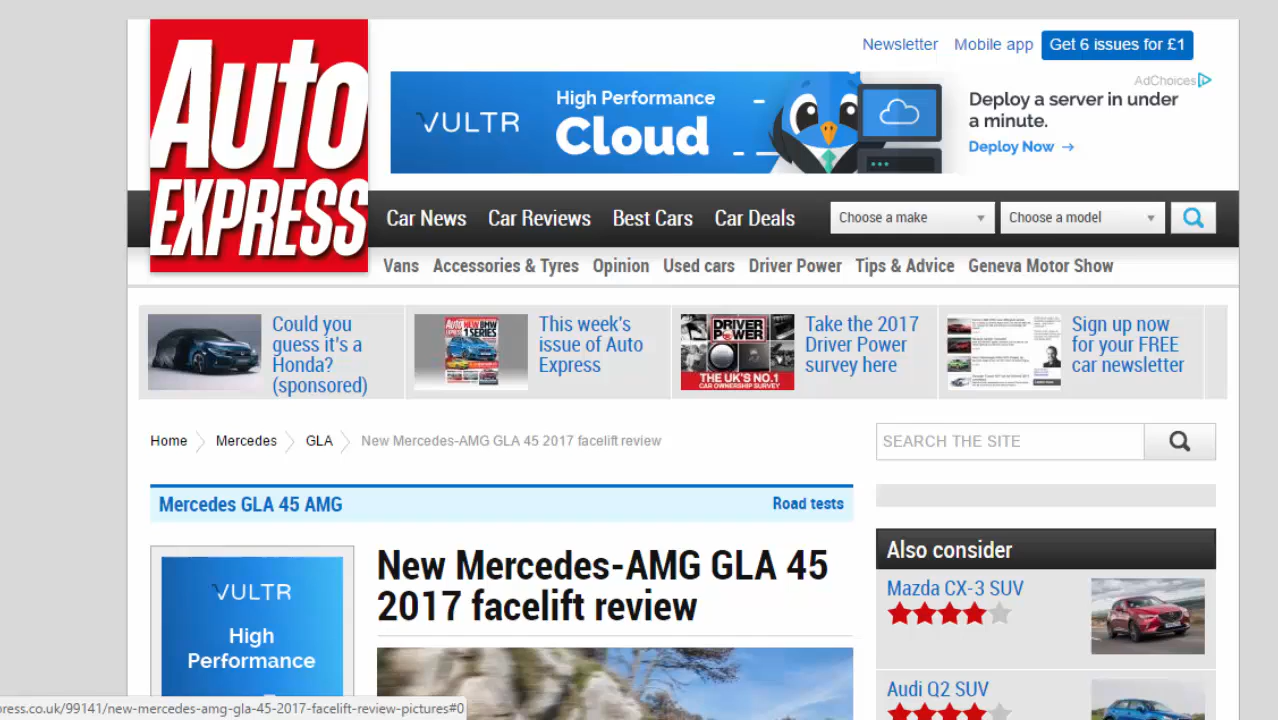 Auto
EXPRESS
Newsletter Mobile app Get 6 issues for £1
AdChoices
VULTR
High Performance
Cloud
Deploy a server in under
a minute.
Deploy Now →
Car News Car Reviews Best Cars Car Deals Choose a make Choose a model
Vans Accessories & Tyres Opinion Used cars Driver Power Tips & Advice Geneva Motor Show
Could you
guess it's a
Honda?
(sponsored)
This week's
issue of Auto
Express
DRIVER
POWER
THE UK'S NO.1
CAR OWNERSHIP SURVEY
Take the 2017
Driver Power
survey here
Sign up now
for your FREE
car newsletter
Home Mercedes GLA New Mercedes-AMG GLA 45 2017 facelift review
SEARCH THE SITE
Mercedes GLA 45 AMG Road tests
VULTR
High
Performance
New Mercedes-AMG GLA 45
2017 facelift review
Also consider
Mazda CX-3 SUV
Audi Q2 SUV
press.co.uk/99141/new-mercedes-amg-gla-45-2017-facelift-review-pictures#0